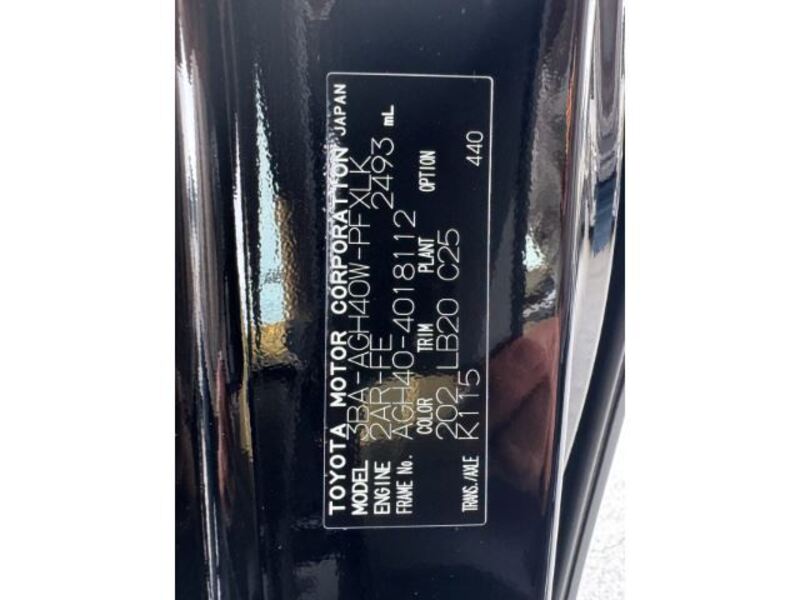 TOYOTA MOTOR CORPORATION JAPAN
MODEL 3BA-AGH40W-PFXLK
ENGINE 2AR-FE 2493 mL
FRAME No. AGH40-4018112
COLOR TRIM PLANT OPTION
202 LB20 C25
TRANS./AXLE K115 440